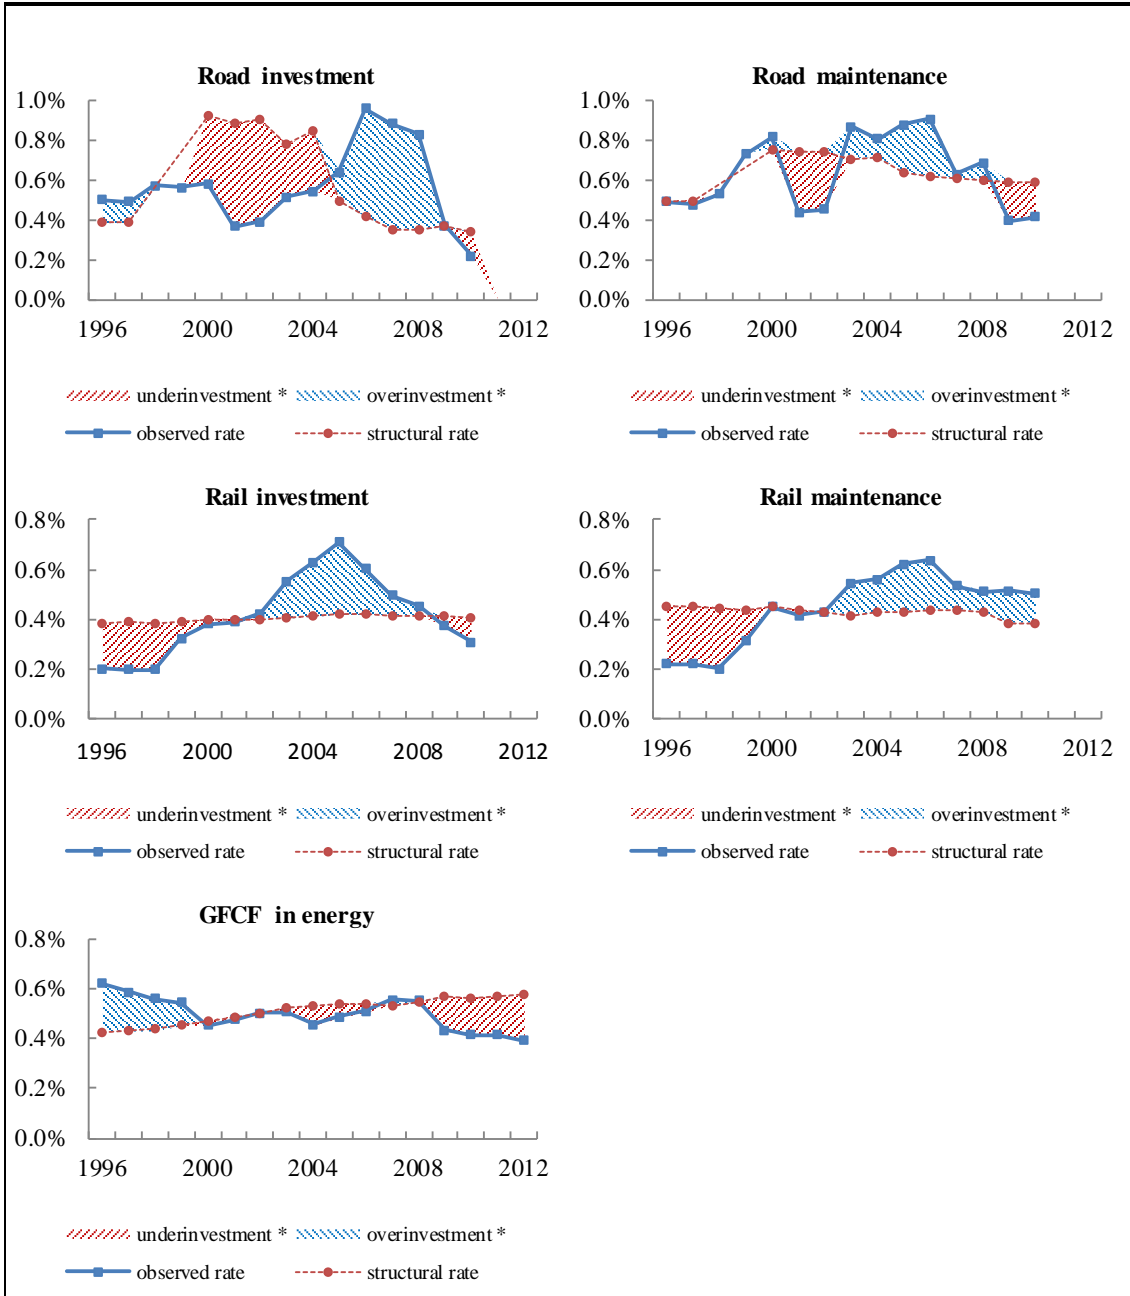 Road investment
1.0%
0.8%
0.6%
0.4%
0.2%
0.0%
1996 2000 2004 2008 2012
underinvestment * overinvestment *
observed rate structural rate
Road maintenance
1.0%
0.8%
0.6%
0.4%
0.2%
0.0%
1996 2000 2004 2008 2012
underinvestment * overinvestment *
observed rate structural rate
Rail investment
0.8%
0.6%
0.4%
0.2%
0.0%
1996 2000 2004 2008 2012
underinvestment * overinvestment *
observed rate structural rate
Rail maintenance
0.8%
0.6%
0.4%
0.2%
0.0%
1996 2000 2004 2008 2012
underinvestment * overinvestment *
observed rate structural rate
GFCF in energy
0.8%
0.6%
0.4%
0.2%
0.0%
1996 2000 2004 2008 2012
underinvestment * overinvestment *
observed rate structural rate